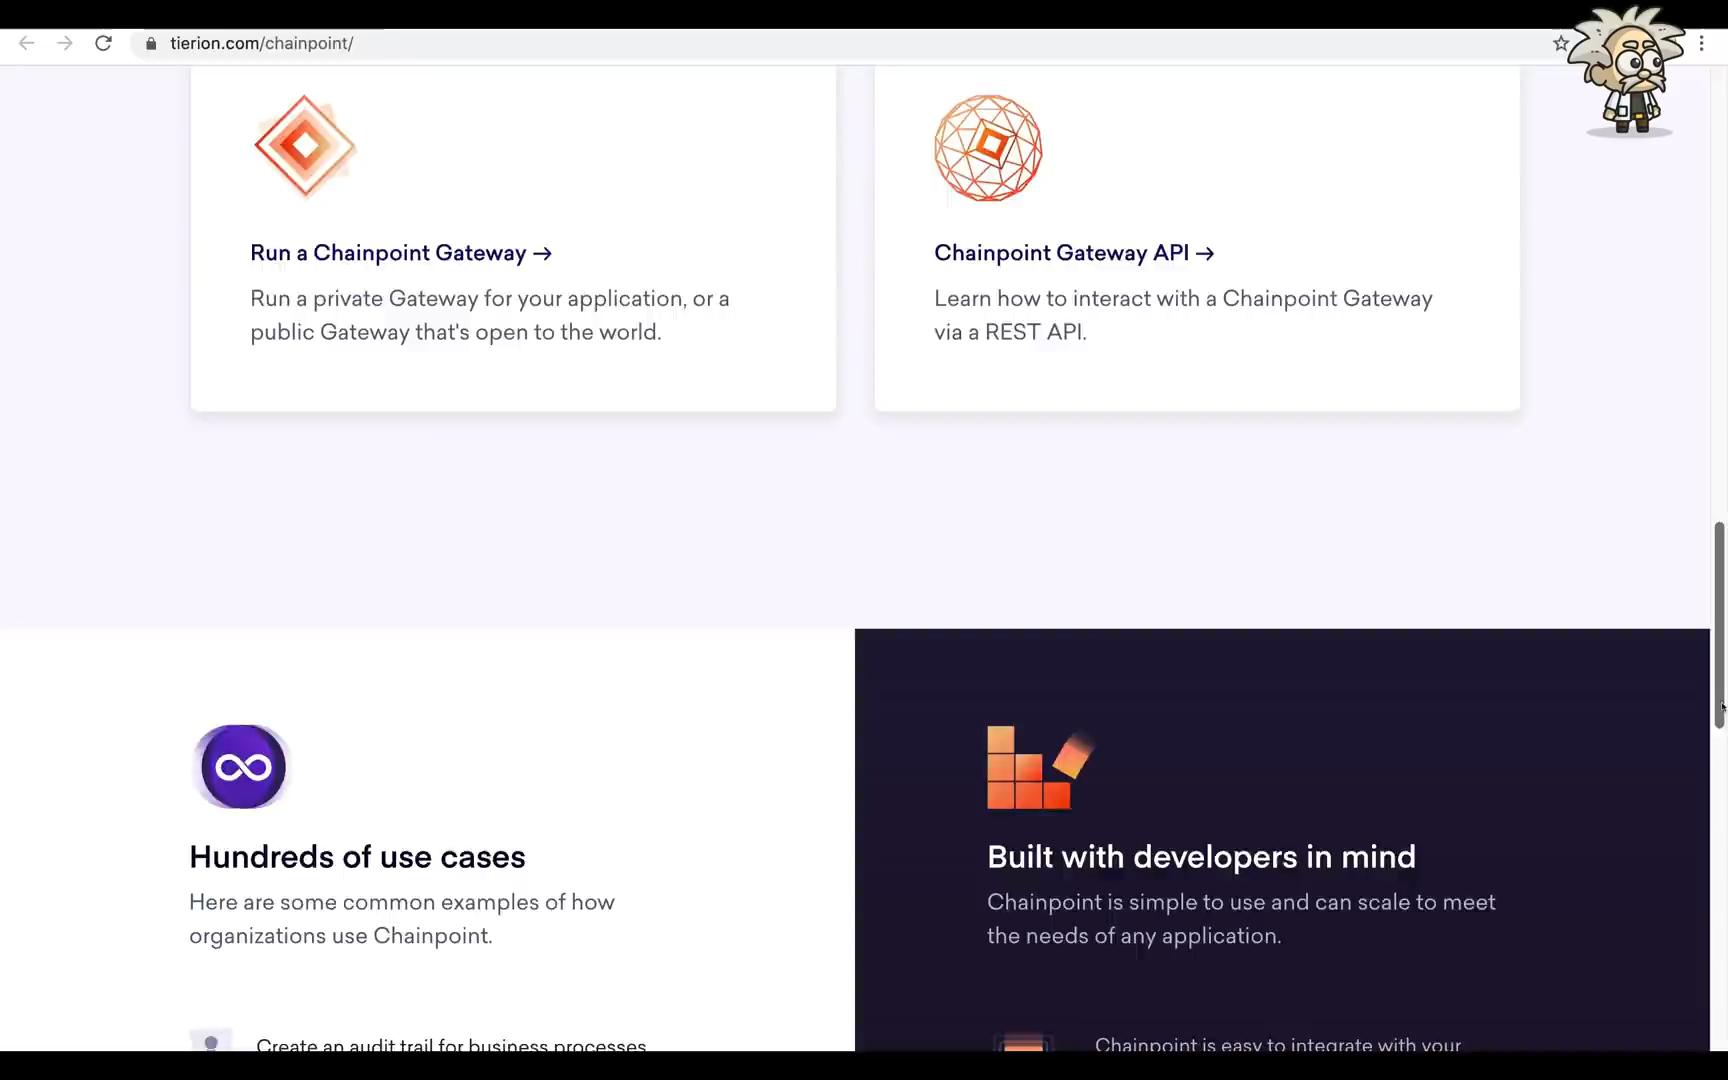 tierion.com/chainpoint/
Run a Chainpoint Gateway →
Run a private Gateway for your application, or a
public Gateway that's open to the world.
Chainpoint Gateway API →
Learn how to interact with a Chainpoint Gateway
via a REST API.
Hundreds of use cases
Here are some common examples of how
organizations use Chainpoint.
Create an audit trail for business processes
Built with developers in mind
Chainpoint is simple to use and can scale to meet
the needs of any application.
Chainpoint is easy to integrate with your